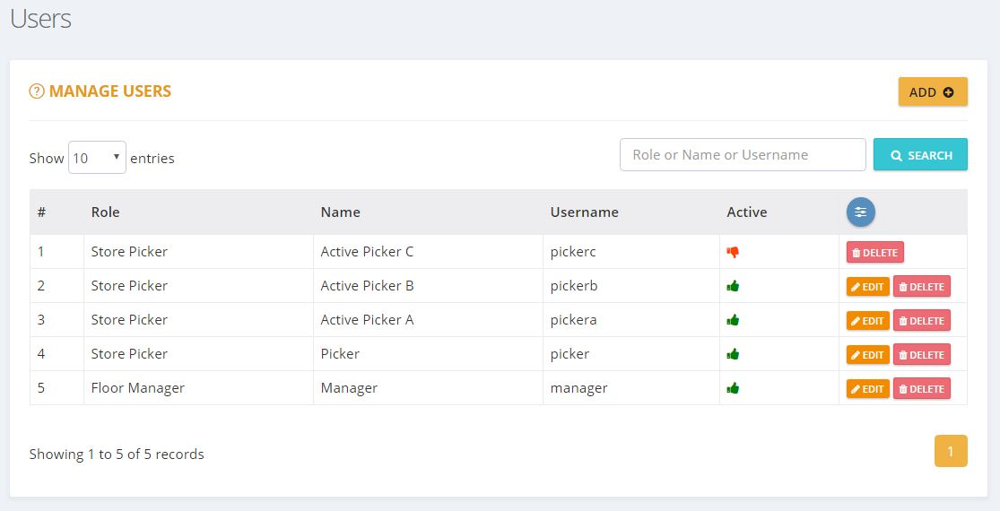 Users
MANAGE USERS
ADD
Show 10 entries
Role or Name or Username
SEARCH
# Role Name Username Active
1 Store Picker Active Picker C pickerc DELETE
2 Store Picker Active Picker B pickerb EDIT DELETE
3 Store Picker Active Picker A pickera EDIT DELETE
4 Store Picker Picker picker EDIT DELETE
5 Floor Manager Manager manager EDIT DELETE
Showing 1 to 5 of 5 records
1